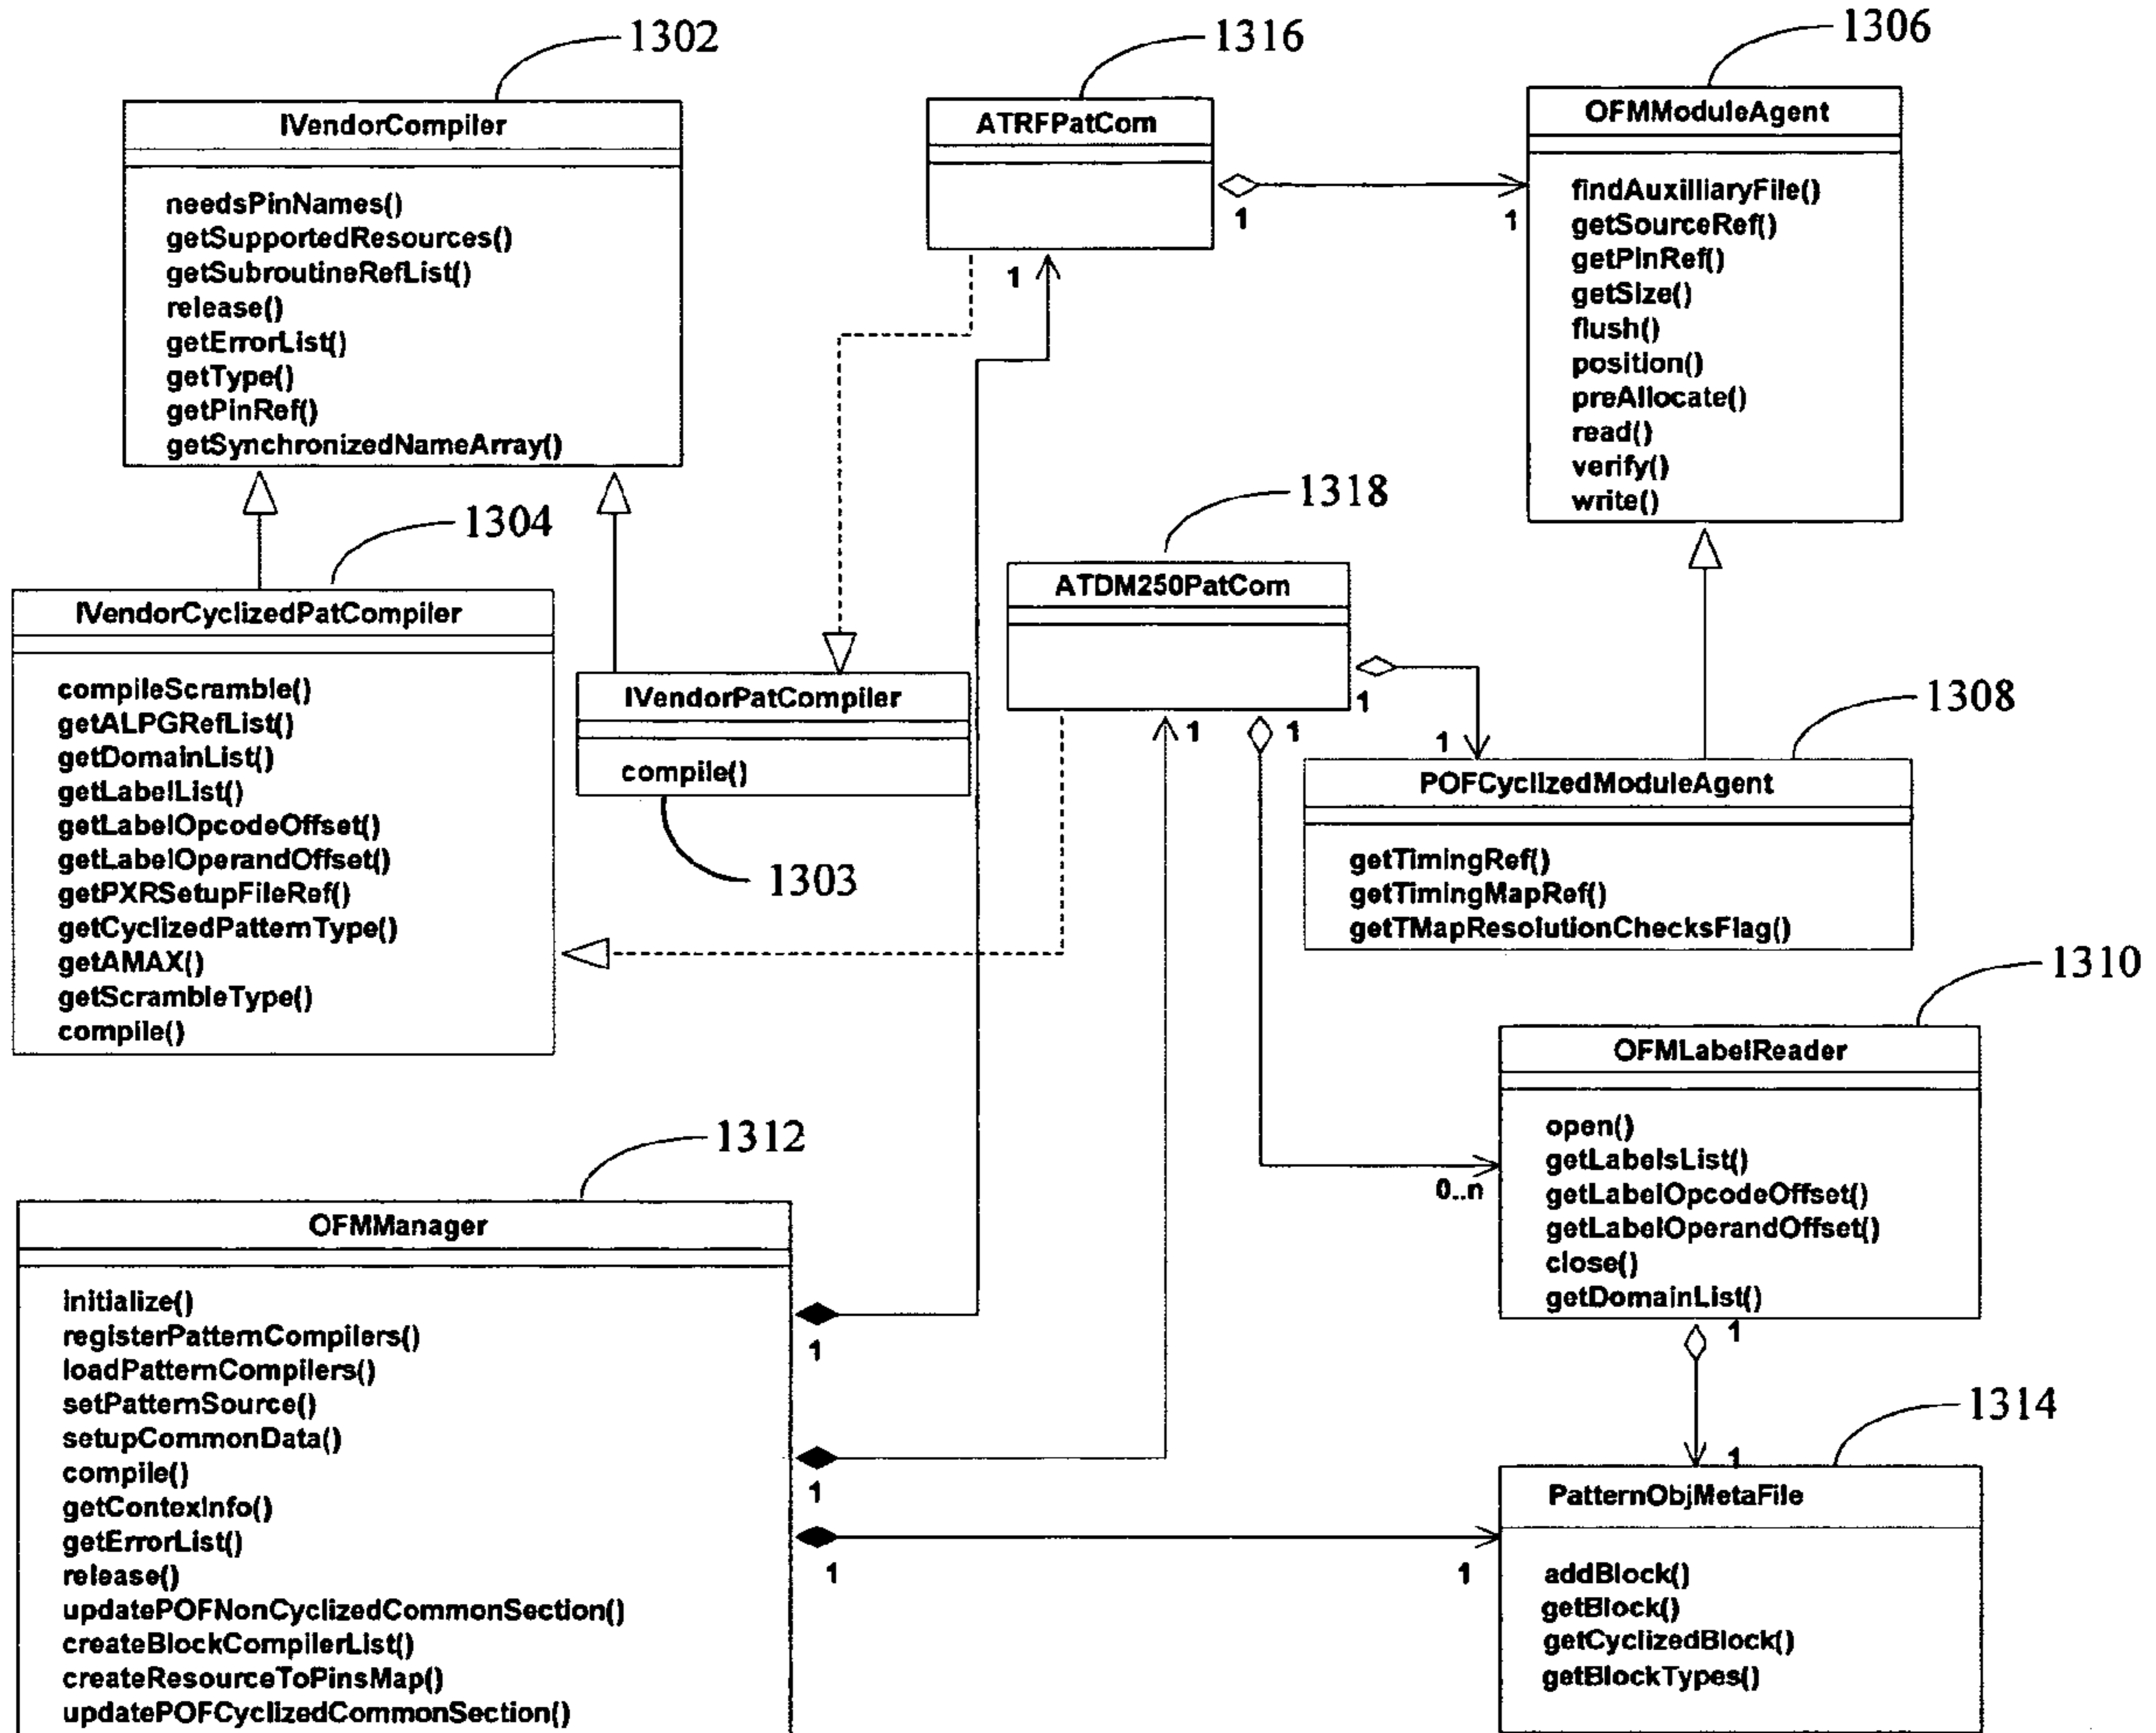 1302
IVendorCompiler
needsPinNames()
getSupportedResources()
getSubroutineRefList()
release()
getErrorList()
getType()
getPinRef()
getSynchronizedNameArray()
1316
ATRFPatCom
1
1
1
1306
OFMModuleAgent
findAuxilliaryFile()
getSourceRef()
getPinRef()
getSize()
flush()
position()
preAllocate()
read()
verify()
write()
1304
IVendorCyclizedPatCompiler
compileScramble()
getALPGRefList()
getDomainList()
getLabelList()
getLabelOpcodeOffset()
getLabelOperandOffset()
getPXRSetupFileRef()
getCyclizedPatternType()
getAMAX()
getScrambleType()
compile()
IVendorPatCompiler
compile()
1303
1318
ATDM250PatCom
1
1
1
1
1308
POFCyclizedModuleAgent
getTimingRef()
getTimingMapRef()
getTMapResolutionChecksFlag()
1310
OFMLabelReader
open()
getLabelsList()
getLabelOpcodeOffset()
getLabelOperandOffset()
close()
getDomainList()
0..n
1
1312
OFMManager
initialize()
registerPatternCompilers()
loadPatternCompilers()
setPatternSource()
setupCommonData()
compile()
getContexInfo()
getErrorList()
release()
updatePOFNonCyclizedCommonSection()
createBlockCompilerList()
createResourceToPinsMap()
updatePOFCyclizedCommonSection()
1
1
1
1
1
1314
PatternObjMetaFile
addBlock()
getBlock()
getCyclizedBlock()
getBlockTypes()